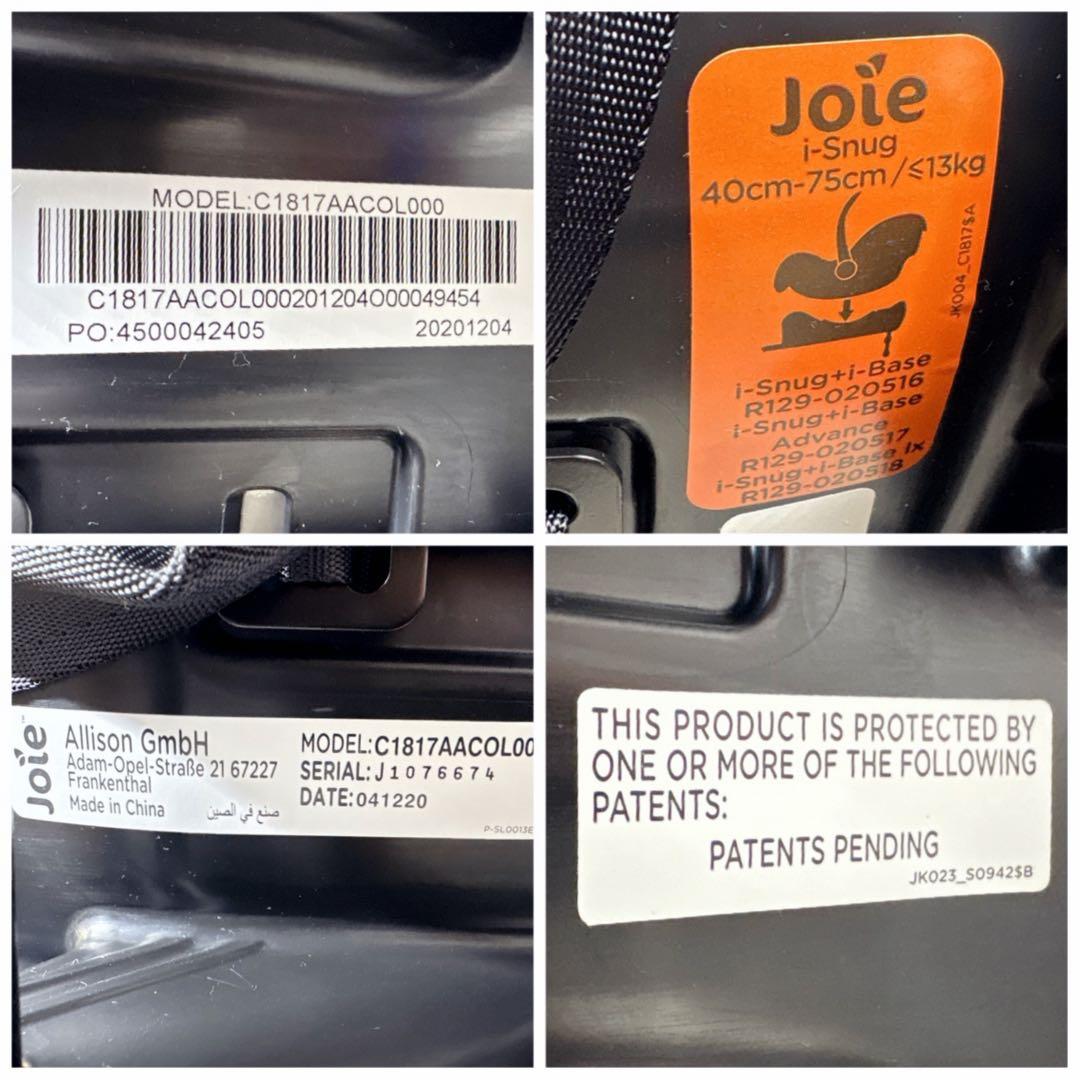 MODEL:C1817AACOL000
C1817AACOL000201204O00049454
PO:4500042405 20201204
Joie
i-Snug
40cm-75cm/≤13kg
JK004_C1817$A
i-Snug+i-Base
R129-020516
i-Snug+i-Base
Advance
R129-020517
i-Snug+i-Base lx
R129-020518
Joie™
Allison GmbH
Adam-Opel-Straße 21 67227
Frankenthal
Made in China صنع في الصين
MODEL:C1817AACOL00
SERIAL:J1076674
DATE:041220
P-SL0013E
THIS PRODUCT IS PROTECTED BY
ONE OR MORE OF THE FOLLOWING
PATENTS:
PATENTS PENDING
JK023_S0942$B